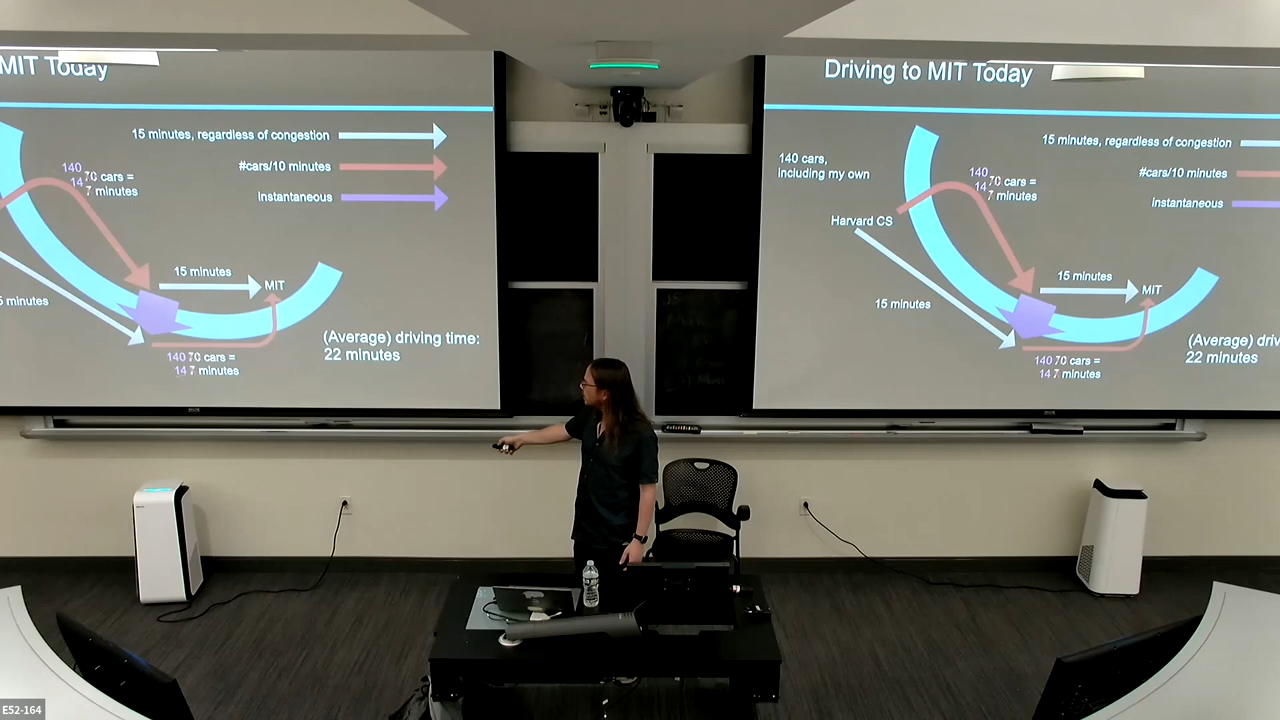 MIT Today
15 minutes, regardless of congestion
#cars/10 minutes
instantaneous
140
14 70 cars =
7 minutes
15 minutes
MIT
minutes
140 70 cars =
14 7 minutes
(Average) driving time:
22 minutes
Driving to MIT Today
15 minutes, regardless of congestion
#cars/10 minutes
instantaneous
140 cars,
including my own
140
14 70 cars =
7 minutes
Harvard CS
15 minutes
MIT
15 minutes
140 70 cars =
14 7 minutes
(Average) driv
22 minutes
E52-164